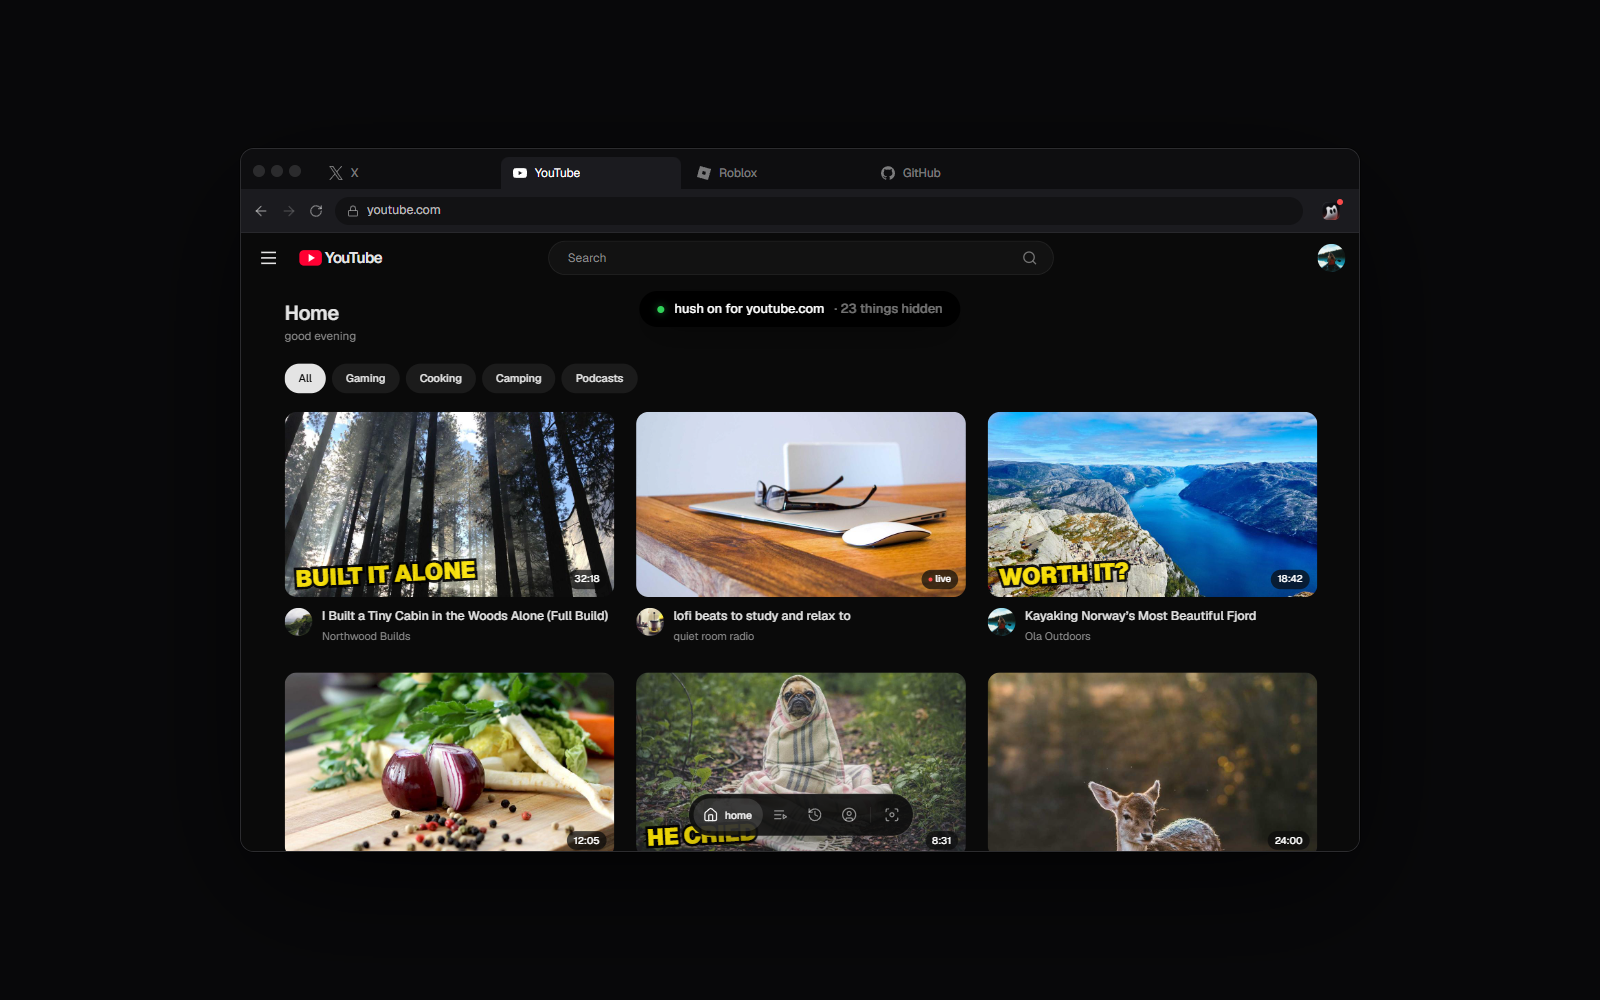 X
YouTube
Roblox
GitHub
youtube.com
YouTube
Search
hush on for youtube.com · 23 things hidden
Home
good evening
All
Gaming
Cooking
Camping
Podcasts
BUILT IT ALONE
32:18
live
WORTH IT?
18:42
I Built a Tiny Cabin in the Woods Alone (Full Build)
Northwood Builds
lofi beats to study and relax to
quiet room radio
Kayaking Norway's Most Beautiful Fjord
Ola Outdoors
12:05
HE CRIED
8:31
home
24:00